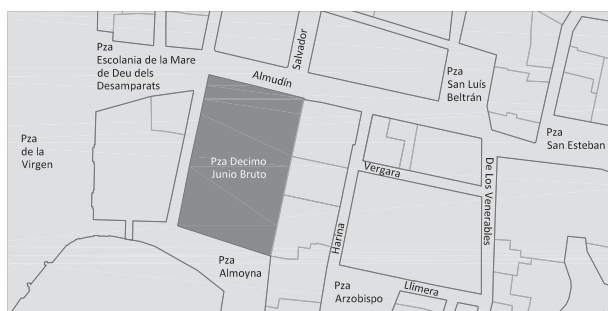 Pza
Escolania de la Mare
de Deu dels
Desamparats
Salvador
Almudín
Pza
San Luís
Beltrán
Pza
San Esteban
Pza
de la
Virgen
Pza Decimo
Junio Bruto
Vergara
De Los Venerables
Harina
Pza
Almoyna
Pza
Arzobispo
Llimera